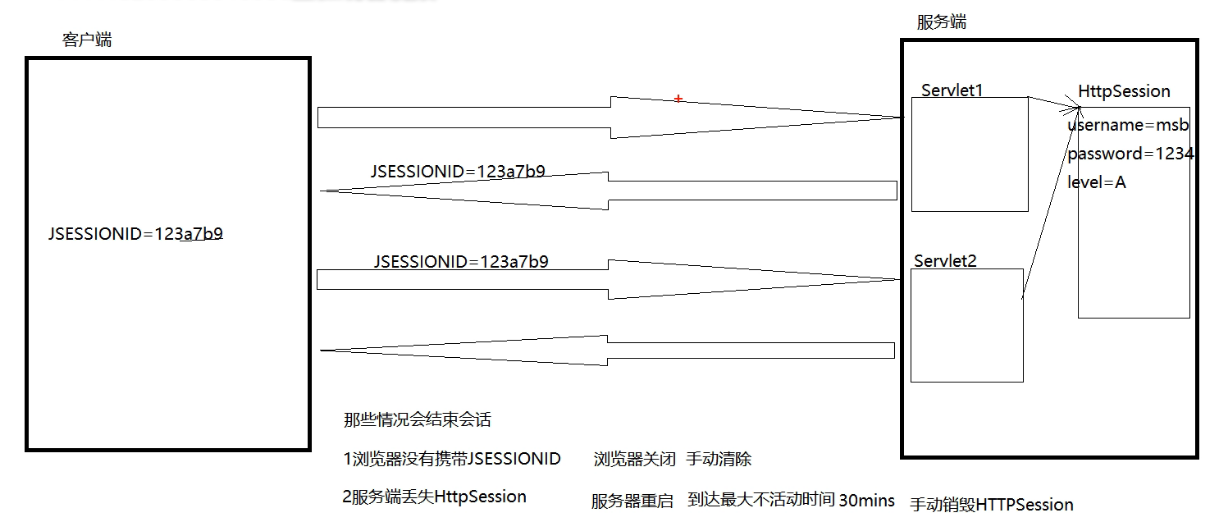 客户端
服务端
Servlet1
HttpSession
username=msb
password=1234
level=A
JSESSIONID=123a7b9
JSESSIONID=123a7b9
JSESSIONID=123a7b9
Servlet2
那些情况会结束会话
1浏览器没有携带JSESSIONID 浏览器关闭 手动清除
2服务端丢失HttpSession 服务器重启 到达最大不活动时间 30mins 手动销毁HTTPSession